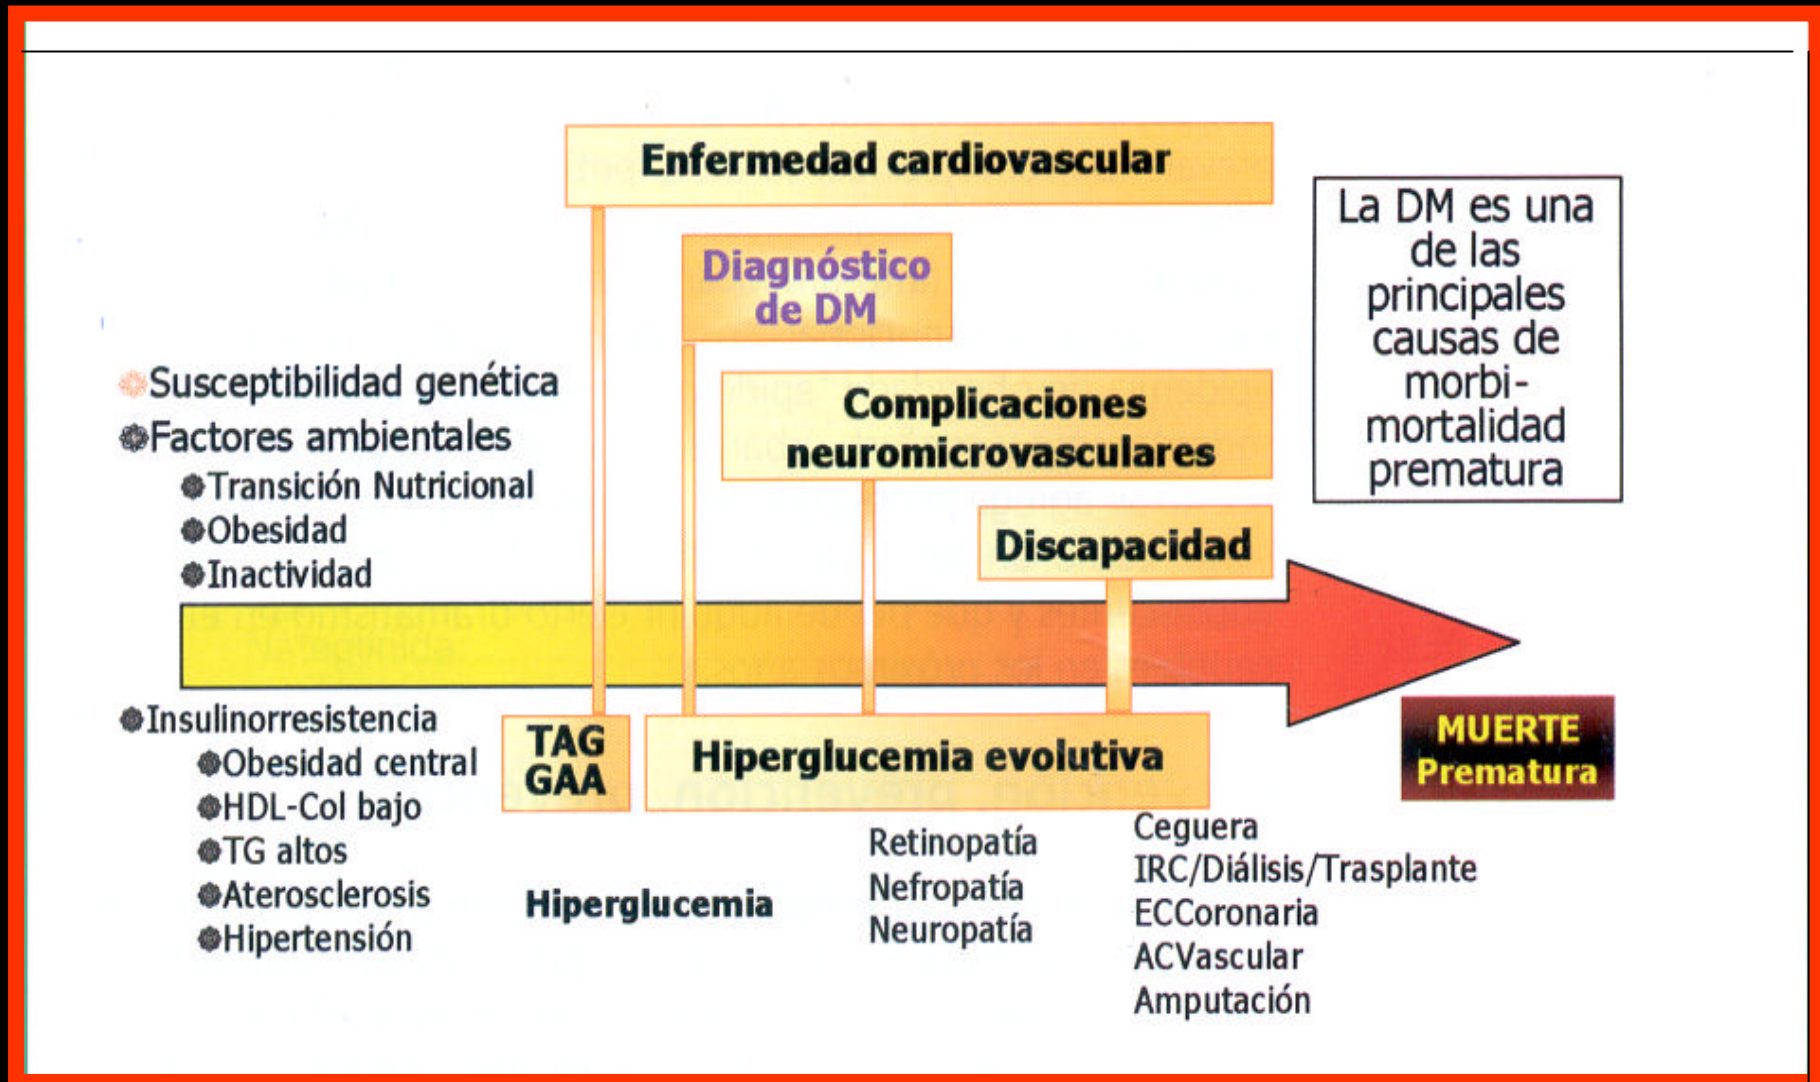 Enfermedad cardiovascular
Diagnóstico
de DM
La DM es una
de las
principales
causas de
morbi-
mortalidad
prematura
Susceptibilidad genética
Factores ambientales
Transición Nutricional
Obesidad
Inactividad
Complicaciones
neuromicrovasculares
Discapacidad
Insulinorresistencia
Obesidad central
HDL-Col bajo
TG altos
Aterosclerosis
Hipertensión
TAG
GAA
Hiperglucemia evolutiva
MUERTE
Prematura
Hiperglucemia
Retinopatía
Nefropatía
Neuropatía
Ceguera
IRC/Diálisis/Trasplante
ECCoronaria
ACVascular
Amputación